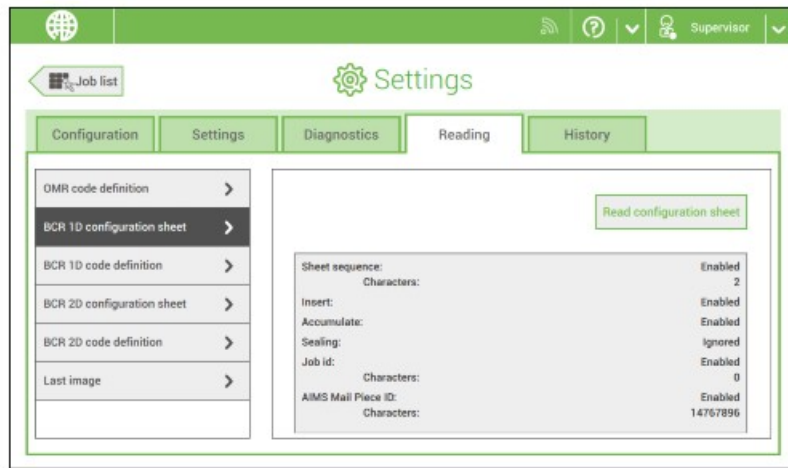 Supervisor
Job list
Settings
Configuration Settings Diagnostics Reading History
OMR code definition
BCR 1D configuration sheet
BCR 1D code definition
BCR 2D configuration sheet
BCR 2D code definition
Last image
Read configuration sheet
Sheet sequence: Enabled
Characters: 2
Insert: Enabled
Accumulate: Enabled
Sealing: Ignored
Job id: Enabled
Characters: 0
AIMS Mail Piece ID: Enabled
Characters: 14767896